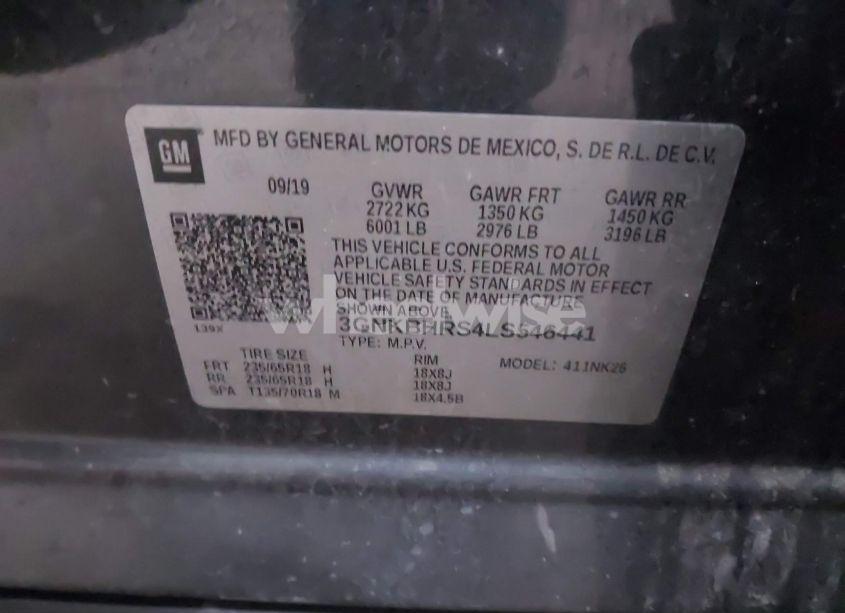 GM
MFD BY GENERAL MOTORS DE MEXICO, S. DE R.L. DE C.V.
09/19 GVWR GAWR FRT GAWR RR
2722 KG 1350 KG 1450 KG
6001 LB 2976 LB 3196 LB
THIS VEHICLE CONFORMS TO ALL
APPLICABLE U.S. FEDERAL MOTOR
VEHICLE SAFETY STANDARDS IN EFFECT
ON THE DATE OF MANUFACTURE
SHOWN ABOVE.
3GNKBHRS4LS546441
TYPE: M.P.V.
139X
TIRE SIZE RIM MODEL: 411NK26
FRT 235/65R18 H 18X8J
RR 235/65R18 H 18X8J
SPA T135/70R18 M 18X4.5B